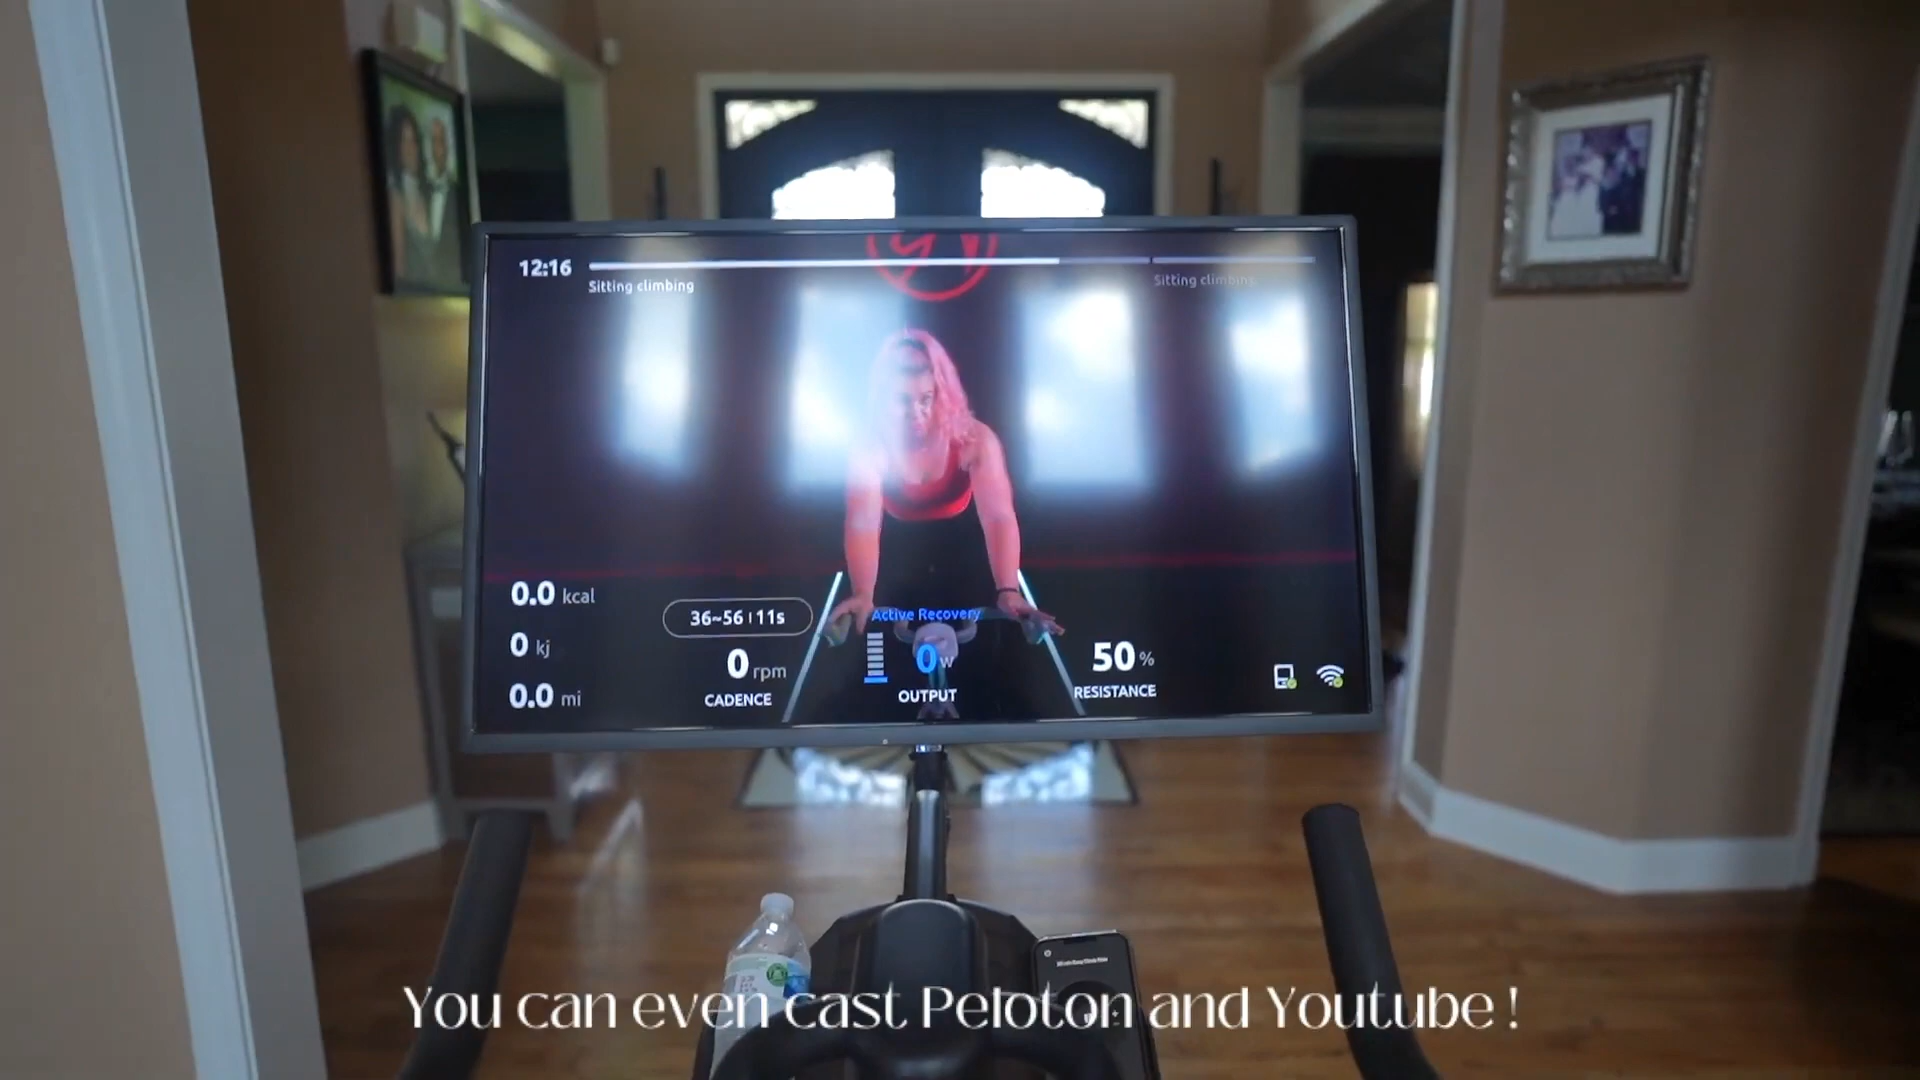 12:16
Sitting climbing
Sitting climbing
0.0 kcal
0 kj
0.0 mi
36~56 | 11s
0 rpm
CADENCE
Active Recovery
0 w
OUTPUT
50 %
RESISTANCE
You can even cast Peloton and Youtube !